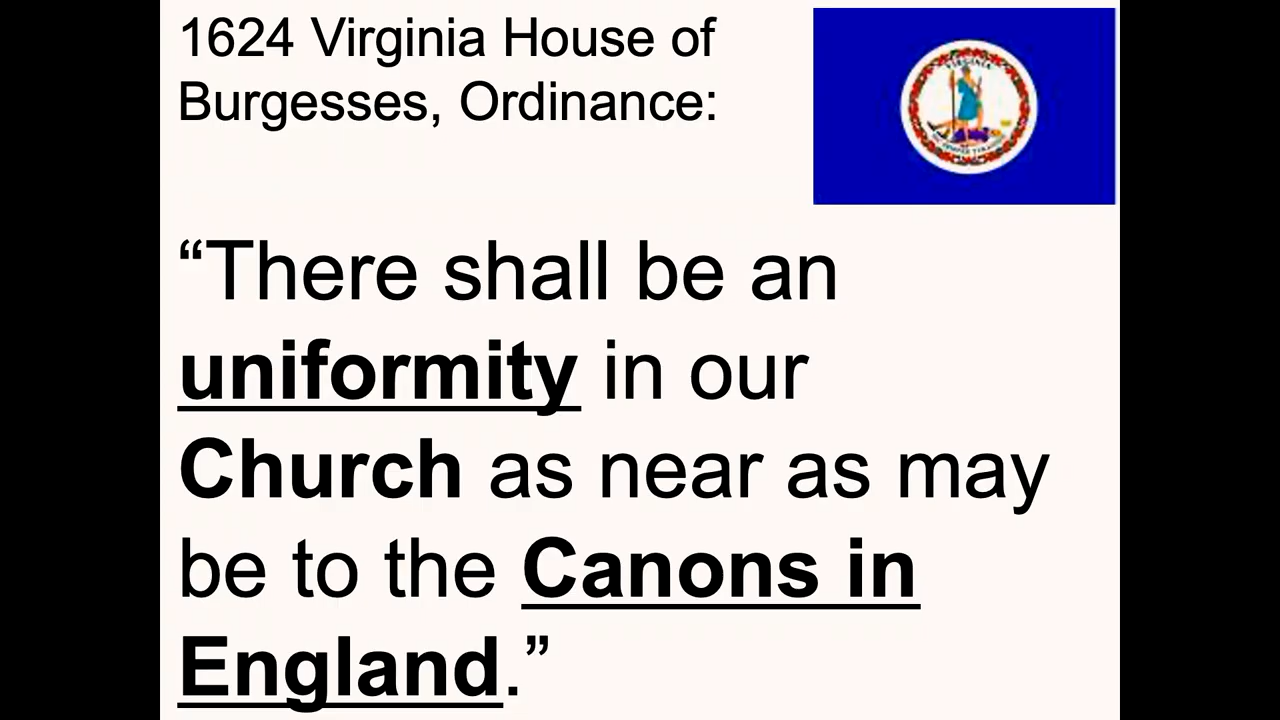 1624 Virginia House of
Burgesses, Ordinance:
VIRGINIA
“There shall be an
uniformity in our
Church as near as may
be to the Canons in
England.”